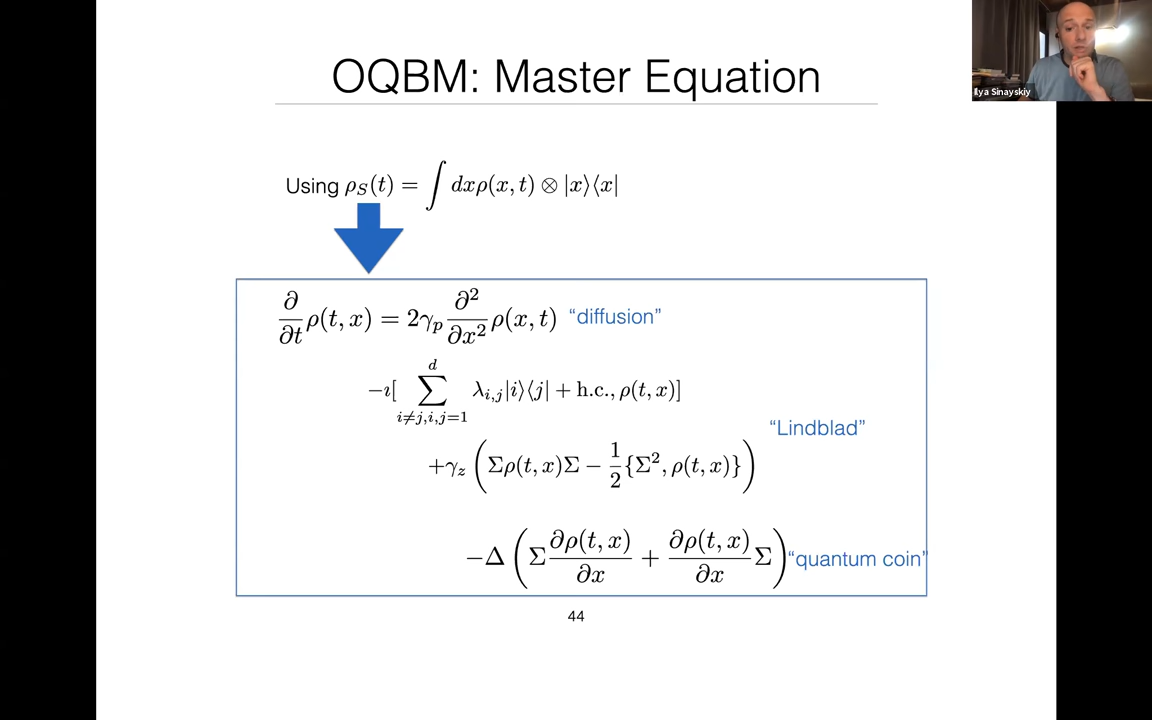 OQBM: Master Equation
Ilya Sinayskiy
Using ρ_S(t) = ∫ dxρ(x, t) ⊗ |x⟩⟨x|
∂/∂t ρ(t, x) = 2γ_p ∂²/∂x² ρ(x, t) “diffusion”
−ı[ ∑_{i≠j,i,j=1}^{d} λ_{i,j}|i⟩⟨j| + h.c., ρ(t, x)]
“Lindblad”
+γ_z ( Σρ(t, x)Σ − 1/2 {Σ², ρ(t, x)} )
−Δ ( Σ ∂ρ(t, x)/∂x + ∂ρ(t, x)/∂x Σ ) “quantum coin”
44